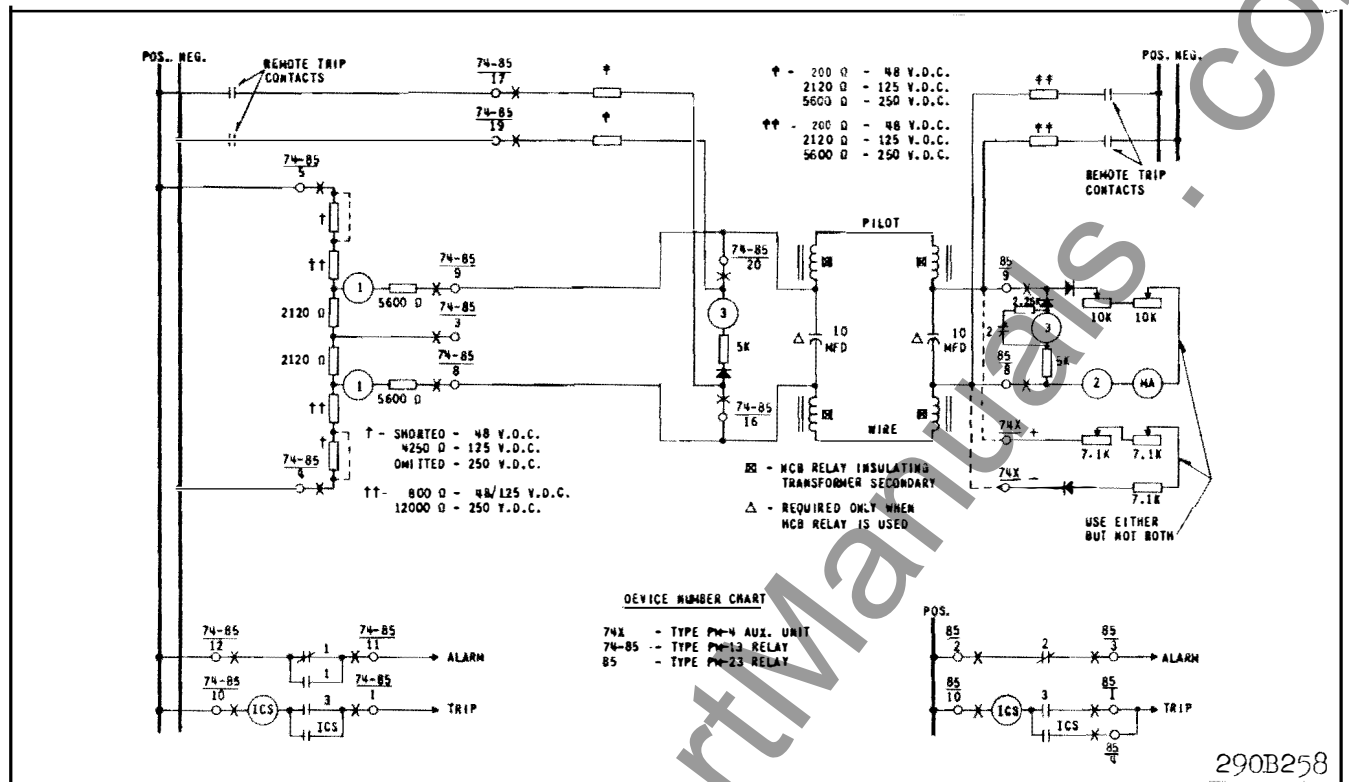 POS. NEG.
REMOTE TRIP
CONTACTS
74-85
17
‡
‡ - 200 Ω - 48 V.D.C.
2120 Ω - 125 V.D.C.
5600 Ω - 250 V.D.C.
‡‡ - 200 Ω - 48 V.D.C.
2120 Ω - 125 V.D.C.
5600 Ω - 250 V.D.C.
‡‡
POS. NEG.
74-85
19
‡
‡‡
REMOTE TRIP
CONTACTS
74-85
5
†
††
1
5600 Ω
74-85
9
2120 Ω
74-85
3
2120 Ω
74-85
8
1
5600 Ω
††
†
74-85
4
† - SHORTED - 48 V.D.C.
4250 Ω - 125 V.D.C.
OMITTED - 250 V.D.C.
†† - 800 Ω - 48/125 V.D.C.
12000 Ω - 250 V.D.C.
74-85
20
3
5K
74-85
16
PILOT
Δ 10
MFD
Δ 10
MFD
WIRE
⊠ - HCB RELAY INSULATING
TRANSFORMER SECONDARY
Δ - REQUIRED ONLY WHEN
HCB RELAY IS USED
85
9
2.25K
10K
10K
2
3
5K
85
8
2
MA
74X +
7.1K
7.1K
74X -
7.1K
USE EITHER
BUT NOT BOTH
DEVICE NUMBER CHART
74X - TYPE PM-4 AUX. UNIT
74-85 - TYPE PM-13 RELAY
85 - TYPE PM-23 RELAY
74-85
12
1
1
74-85
11
ALARM
74-85
10
ICS
3
ICS
74-85
1
TRIP
POS.
85
2
2
85
3
ALARM
85
10
ICS
3
ICS
85
1
85
4
TRIP
290B258